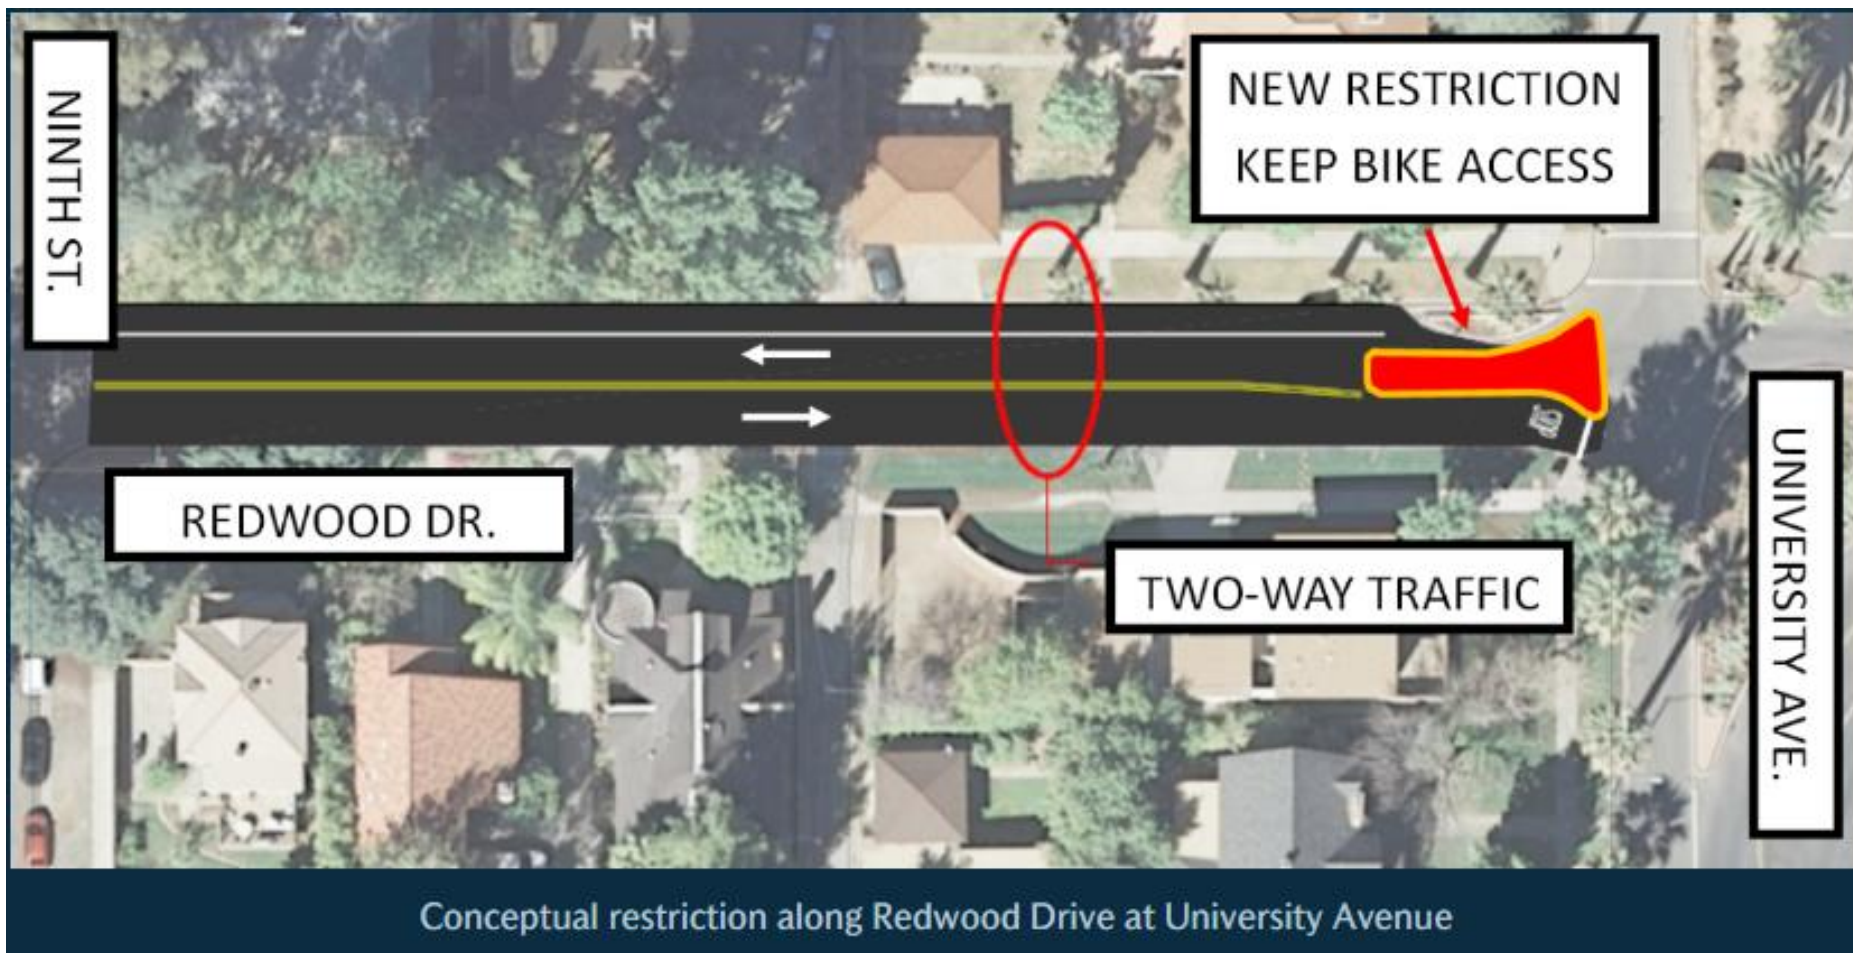 NINTH ST.
NEW RESTRICTION
KEEP BIKE ACCESS
REDWOOD DR.
TWO-WAY TRAFFIC
UNIVERSITY AVE.
Conceptual restriction along Redwood Drive at University Avenue